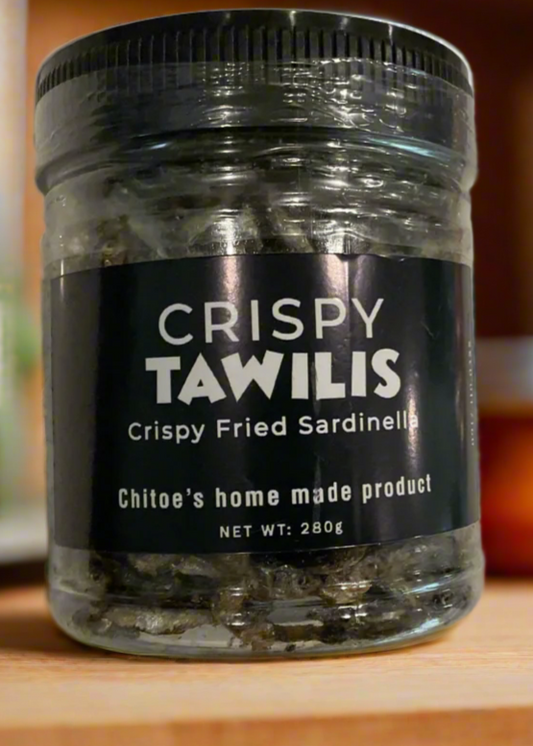 CRISPY
TAWILIS
Crispy Fried Sardinella
Chitoe's home made product
NET WT: 280g